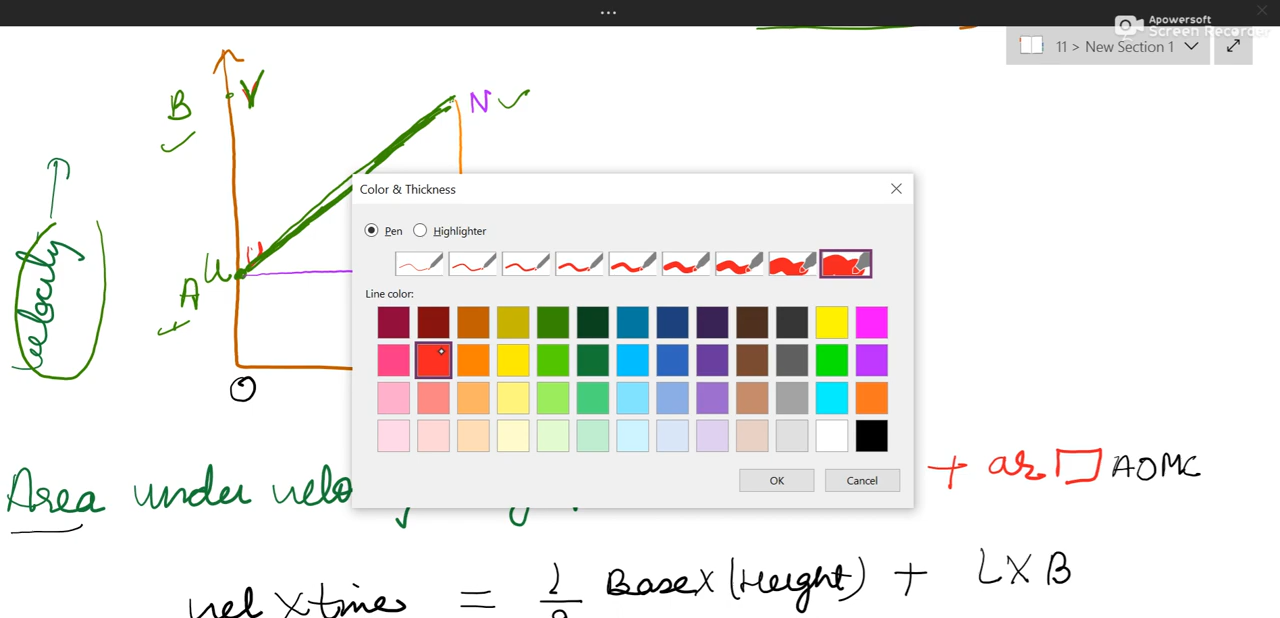 ...
Apowersoft
Screen Recorder
11 > New Section 1
B V N
Velocity
Color & Thickness
Pen Highlighter
u
U
A
Line color:
O
OK Cancel
Area under velo + ar □ AOMC
vel X time = 1/2 Base X (Height) + L X B